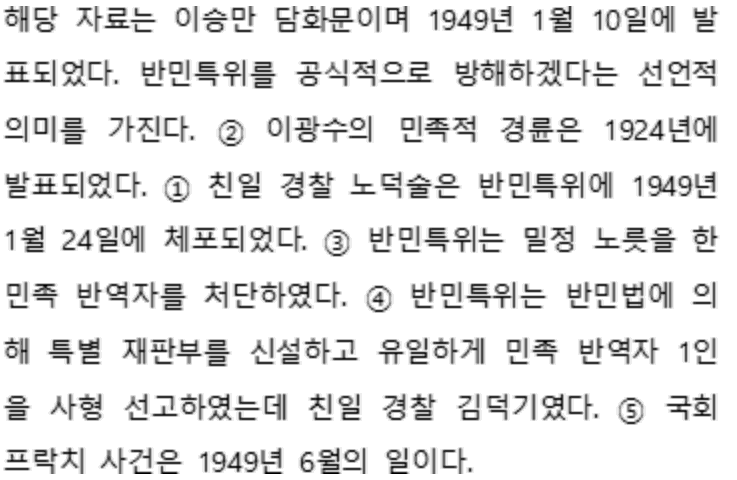 해당 자료는 이승만 담화문이며 1949년 1월 10일에 발
표되었다. 반민특위를 공식적으로 방해하겠다는 선언적
의미를 가진다. ② 이광수의 민족적 경륜은 1924년에
발표되었다. ① 친일 경찰 노덕술은 반민특위에 1949년
1월 24일에 체포되었다. ③ 반민특위는 밀정 노릇을 한
민족 반역자를 처단하였다. ④ 반민특위는 반민법에 의
해 특별 재판부를 신설하고 유일하게 민족 반역자 1인
을 사형 선고하였는데 친일 경찰 김덕기였다. ⑤ 국회
프락치 사건은 1949년 6월의 일이다.